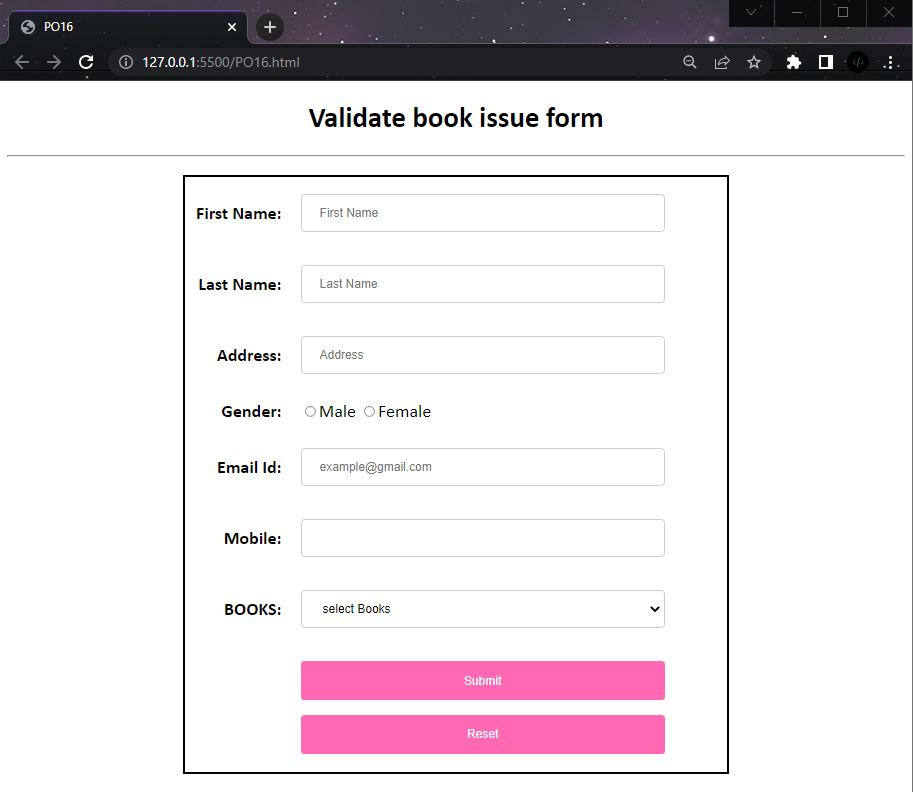 PO16
127.0.0.1:5500/PO16.html
Validate book issue form
First Name: First Name
Last Name: Last Name
Address: Address
Gender: Male Female
Email Id: example@gmail.com
Mobile:
BOOKS: select Books
Submit
Reset